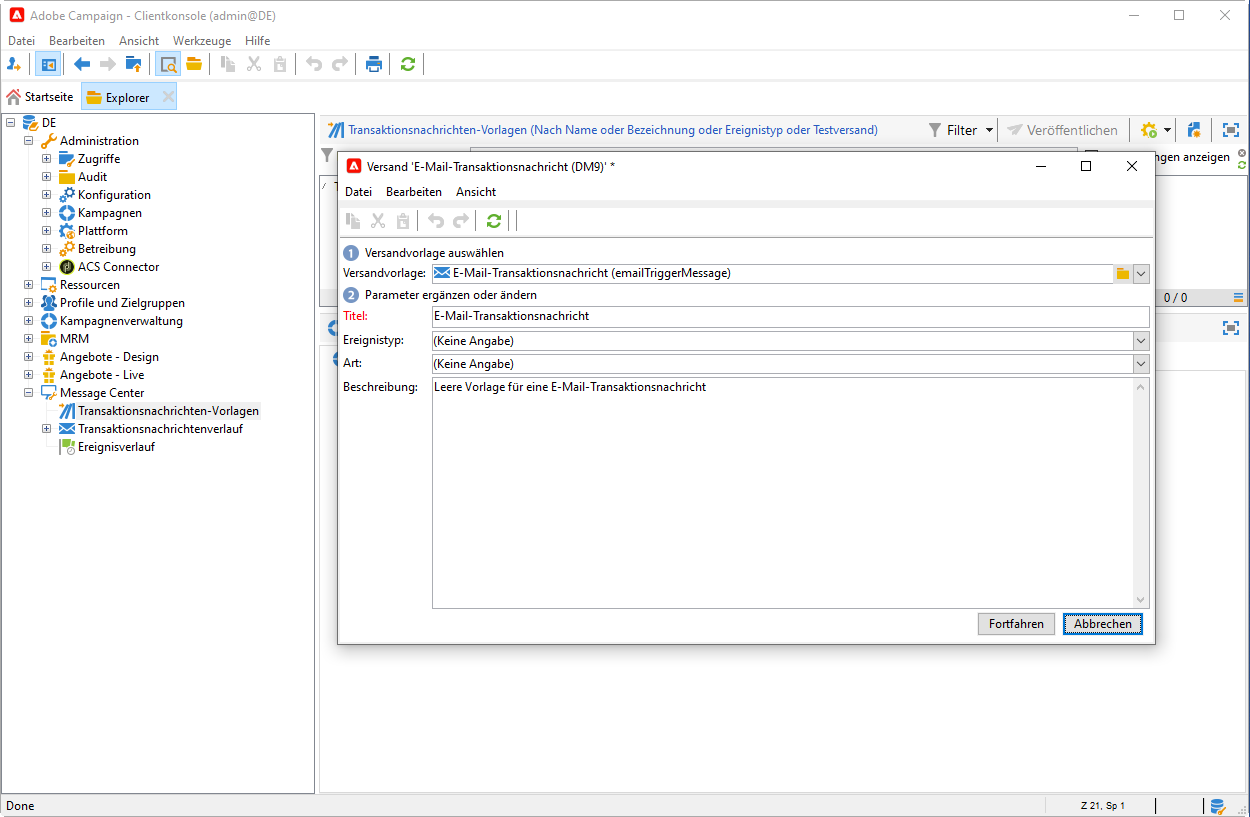 Adobe Campaign - Clientkonsole (admin@DE)
Datei Bearbeiten Ansicht Werkzeuge Hilfe
Startseite Explorer
DE
Administration
Zugriffe
Audit
Konfiguration
Kampagnen
Plattform
Betreibung
ACS Connector
Ressourcen
Profile und Zielgruppen
Kampagnenverwaltung
MRM
Angebote - Design
Angebote - Live
Message Center
Transaktionsnachrichten-Vorlagen
Transaktionsnachrichtenverlauf
Ereignisverlauf
Transaktionsnachrichten-Vorlagen (Nach Name oder Bezeichnung oder Ereignistyp oder Testversand) Filter Veröffentlichen
ngen anzeigen
0 / 0
Versand 'E-Mail-Transaktionsnachricht (DM9)' *
Datei Bearbeiten Ansicht
1 Versandvorlage auswählen
Versandvorlage: E-Mail-Transaktionsnachricht (emailTriggerMessage)
2 Parameter ergänzen oder ändern
Titel: E-Mail-Transaktionsnachricht
Ereignistyp: (Keine Angabe)
Art: (Keine Angabe)
Beschreibung: Leere Vorlage für eine E-Mail-Transaktionsnachricht
Fortfahren Abbrechen
Done Z 21, Sp 1